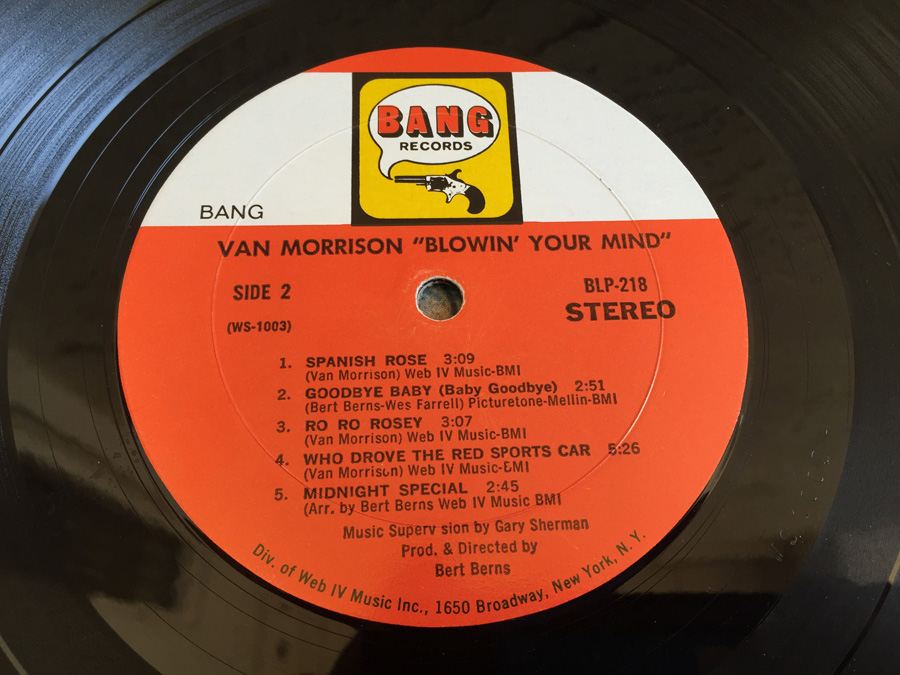 BANG
RECORDS
BANG
VAN MORRISON "BLOWIN' YOUR MIND"
SIDE 2
BLP-218
STEREO
(WS-1003)
1. SPANISH ROSE 3:09
(Van Morrison) Web IV Music-BMI
2. GOODBYE BABY (Baby Goodbye) 2:51
(Bert Berns-Wes Farrell) Picturetone-Mellin-BMI
3. RO RO ROSEY 3:07
(Van Morrison) Web IV Music-BMI
4. WHO DROVE THE RED SPORTS CAR 5:26
(Van Morrison) Web IV Music-BMI
5. MIDNIGHT SPECIAL 2:45
(Arr. by Bert Berns Web IV Music BMI
Music Superv sion by Gary Sherman
Prod. & Directed by
Bert Berns
Div. of Web IV Music Inc., 1650 Broadway, New York, N. Y.